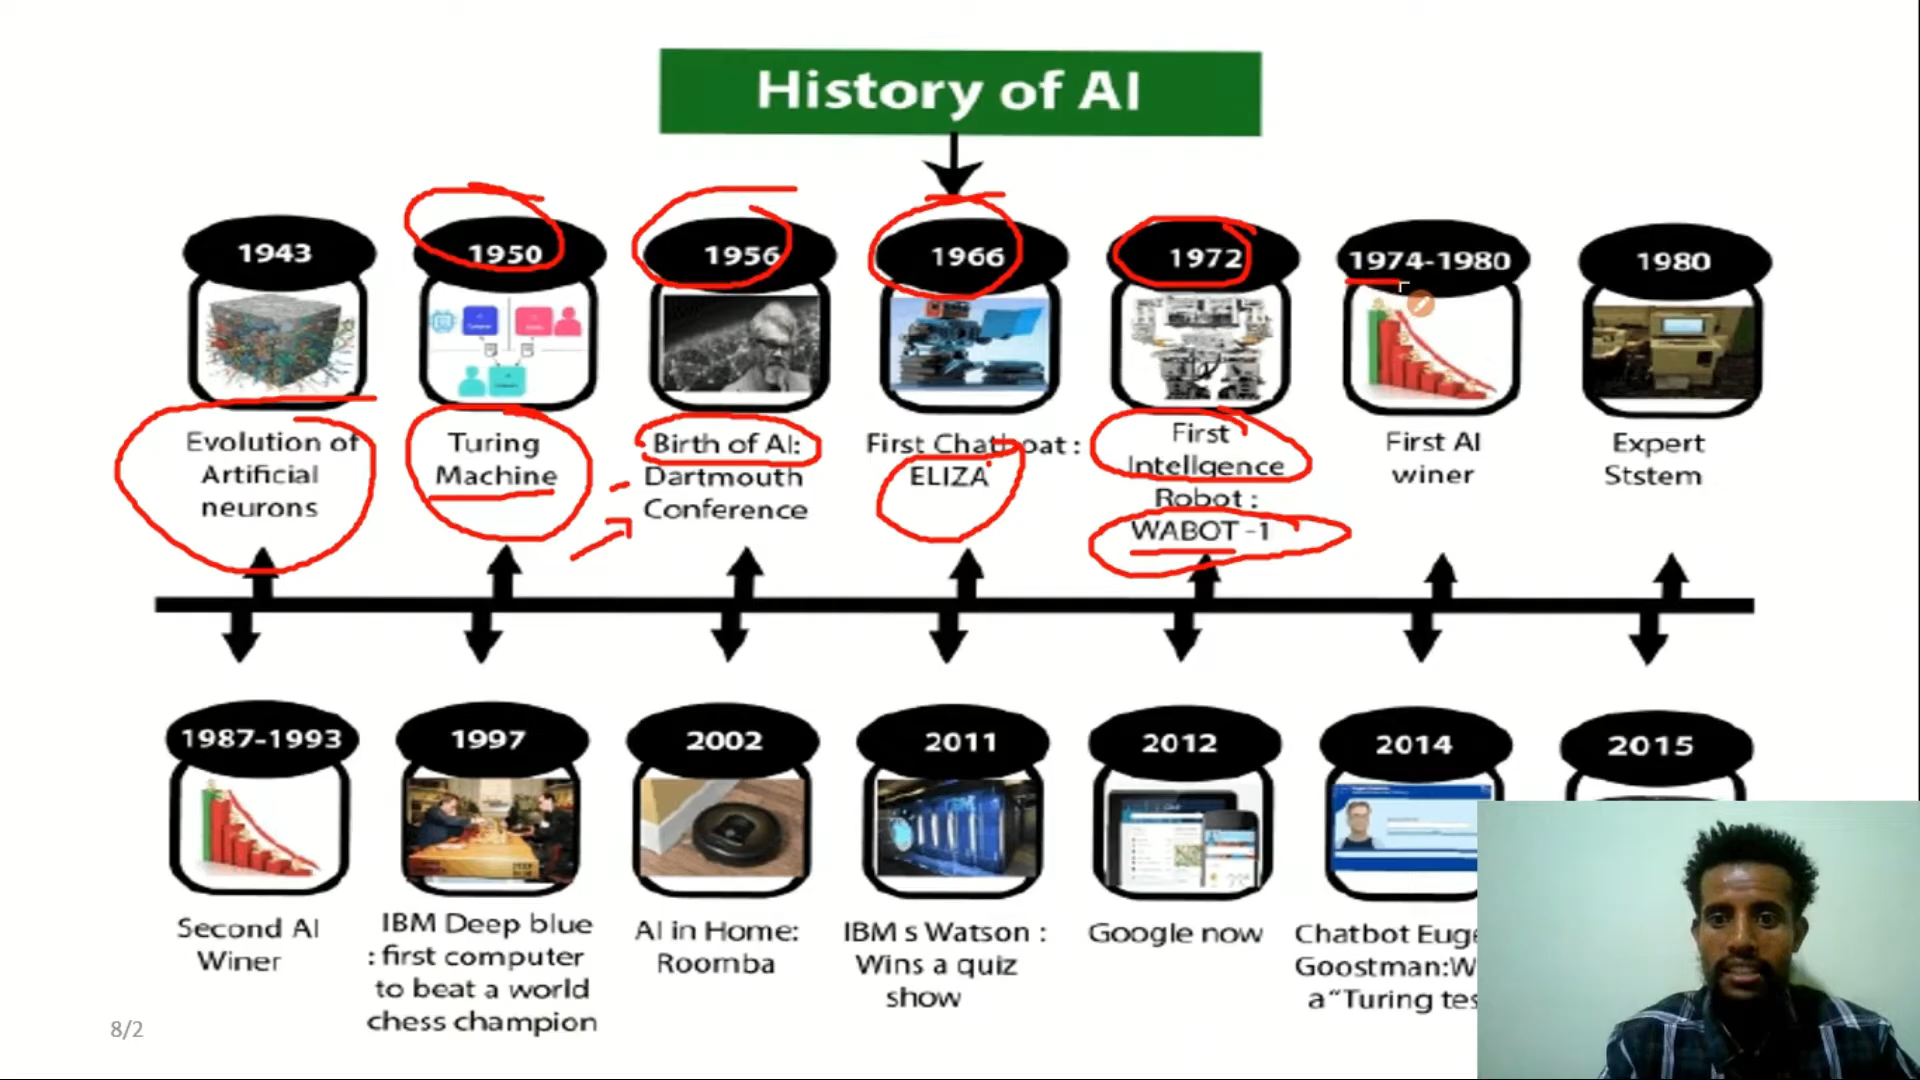 History of AI
1943
1950
1956
1966
1972
1974-1980
1980
Evolution of
Artificial
neurons
Turing
Machine
Birth of AI:
Dartmouth
Conference
First Chatboat :
ELIZA
First
Intellgence
Robot :
WABOT -1
First AI
winer
Expert
Ststem
1987-1993
1997
2002
2011
2012
2014
2015
Second AI
Winer
IBM Deep blue
: first computer
to beat a world
chess champion
AI in Home:
Roomba
IBM s Watson :
Wins a quiz
show
Google now
Chatbot Euge
Goostman:W
a“Turing tes
8/2